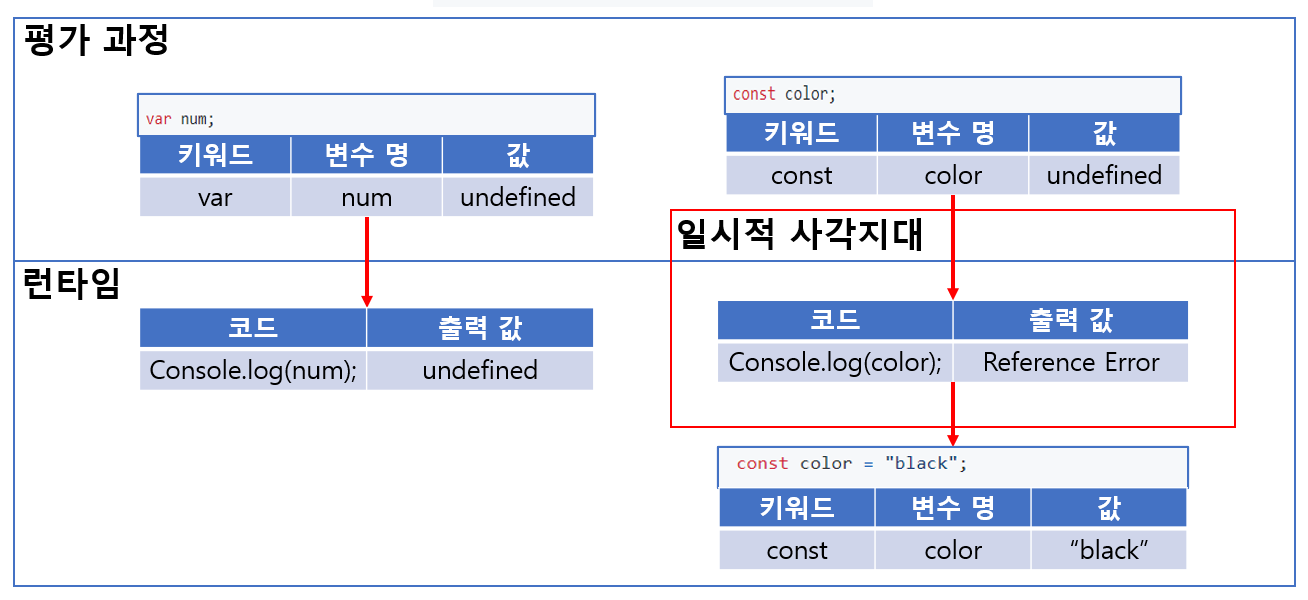 평가 과정
var num;
키워드 변수 명 값
var num undefined
const color;
키워드 변수 명 값
const color undefined
일시적 사각지대
런타임
코드 출력 값
Console.log(num); undefined
코드 출력 값
Console.log(color); Reference Error
const color = "black";
키워드 변수 명 값
const color “black”